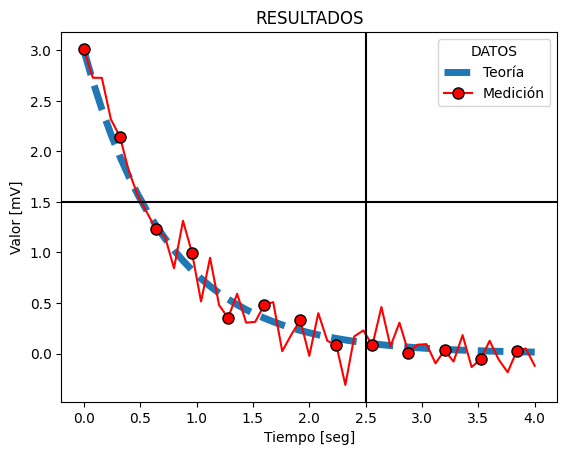 RESULTADOS
DATOS
Teoría
Medición
Valor [mV]
3.0
2.5
2.0
1.5
1.0
0.5
0.0
0.0 0.5 1.0 1.5 2.0 2.5 3.0 3.5 4.0
Tiempo [seg]